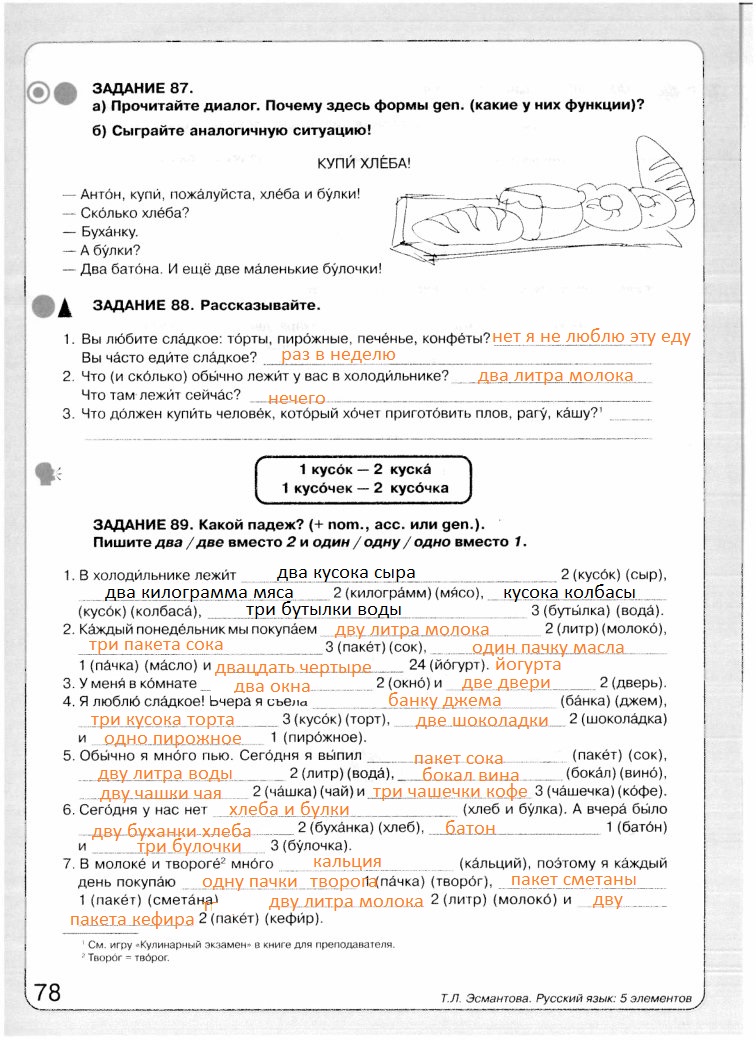 ЗАДАНИЕ 87.
а) Прочитайте диалог. Почему здесь формы gen. (какие у них функции)?
б) Сыграйте аналогичную ситуацию!
КУПИ́ ХЛЕ́БА!
— Анто́н, купи́, пожа́луйста, хле́ба и бу́лки!
— Ско́лько хле́ба?
— Буха́нку.
— А бу́лки?
— Два бато́на. И ещё две ма́ленькие бу́лочки!
ЗАДАНИЕ 88. Рассказывайте.
1. Вы лю́бите сла́дкое: то́рты, пиро́жные, пече́нье, конфе́ты? нет я не люблю эту еду
Вы ча́сто еди́те сла́дкое? раз в неделю
2. Что (и ско́лько) обы́чно лежи́т у вас в холоди́льнике? два литра молока
Что там лежи́т сейча́с? нечего
3. Что до́лжен купи́ть челове́к, кото́рый хо́чет пригото́вить плов, рагу́, ка́шу?¹
1 кусо́к — 2 куска́
1 кусо́чек — 2 кусо́чка
ЗАДАНИЕ 89. Какой падеж? (+ nom., acc. или gen.).
Пишите два / две вместо 2 и один / одну / одно вместо 1.
1. В холоди́льнике лежи́т два кусока сыра 2 (кусо́к) (сыр),
два килограмма мяса 2 (килогра́мм) (мя́со), кусока колбасы
(кусо́к) (колбаса́), три бутылки воды 3 (буты́лка) (вода́).
2. Ка́ждый понеде́льник мы покупа́ем дву литра молока 2 (литр) (молоко́),
три пакета сока 3 (паке́т) (сок), один пачку масла
1 (па́чка) (ма́сло) и двацдать чертыре 24 (йо́гурт). йогурта
3. У меня́ в ко́мнате два окна 2 (окно́) и две двери 2 (дверь).
4. Я люблю́ сла́дкое! Вчера́ я съе́ла банку джема (ба́нка) (джем),
три кусока торта 3 (кусо́к) (торт), две шоколадки 2 (шокола́дка)
и одно пирожное 1 (пиро́жное).
5. Обы́чно я мно́го пью. Сего́дня я вы́пил пакет сока (паке́т) (сок),
дву литра воды 2 (литр) (вода́), бокал вина (бока́л) (вино́),
дву чашки чая 2 (ча́шка) (чай) и три чашечки кофе 3 (ча́шечка) (ко́фе).
6. Сего́дня у нас нет хлеба и булки (хлеб и бу́лка). А вчера́ бы́ло
дву буханки хлеба 2 (буха́нка) (хлеб), батон 1 (бато́н)
и три булочки 3 (бу́лочка).
7. В молоке́ и твороге́² мно́го кальция (ка́льций), поэ́тому я ка́ждый
день покупа́ю одну пачки творога 1 (па́чка) (творо́г), пакет сметаны
1 (паке́т) (смета́на) дву литра молока 2 (литр) (молоко́) и дву
пакета кефира 2 (паке́т) (кефи́р).
¹ См. игру «Кулинарный экзамен» в книге для преподавателя.
² Творо́г = тво́рог.
78
Т.Л. Эсмантова. Русский язык: 5 элементов